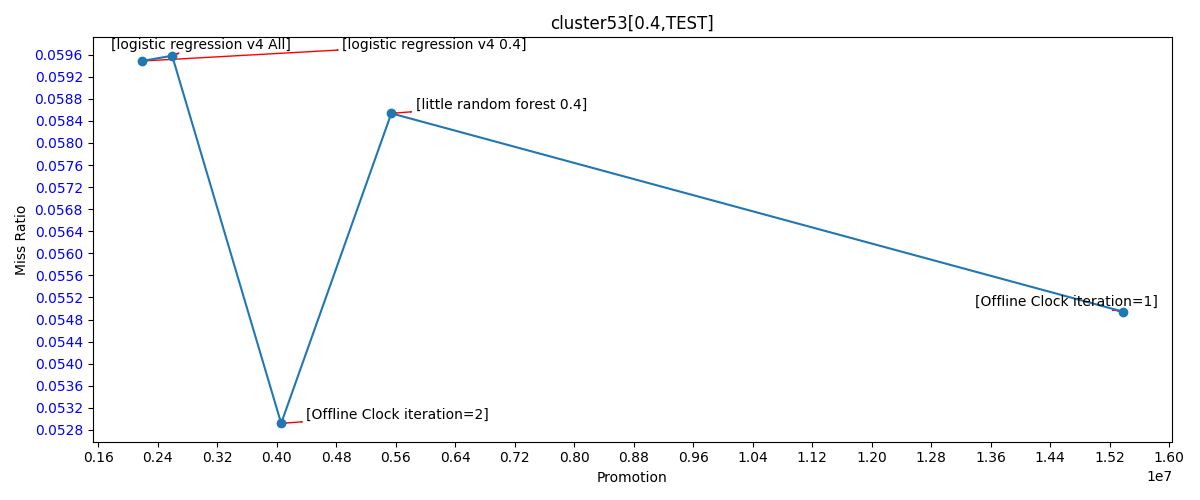 cluster53[0.4,TEST]
[logistic regression v4 All]
[logistic regression v4 0.4]
[little random forest 0.4]
[Offline Clock iteration=1]
[Offline Clock iteration=2]
Miss Ratio
0.0596
0.0592
0.0588
0.0584
0.0580
0.0576
0.0572
0.0568
0.0564
0.0560
0.0556
0.0552
0.0548
0.0544
0.0540
0.0536
0.0532
0.0528
0.16 0.24 0.32 0.40 0.48 0.56 0.64 0.72 0.80 0.88 0.96 1.04 1.12 1.20 1.28 1.36 1.44 1.52 1.60
Promotion
1e7